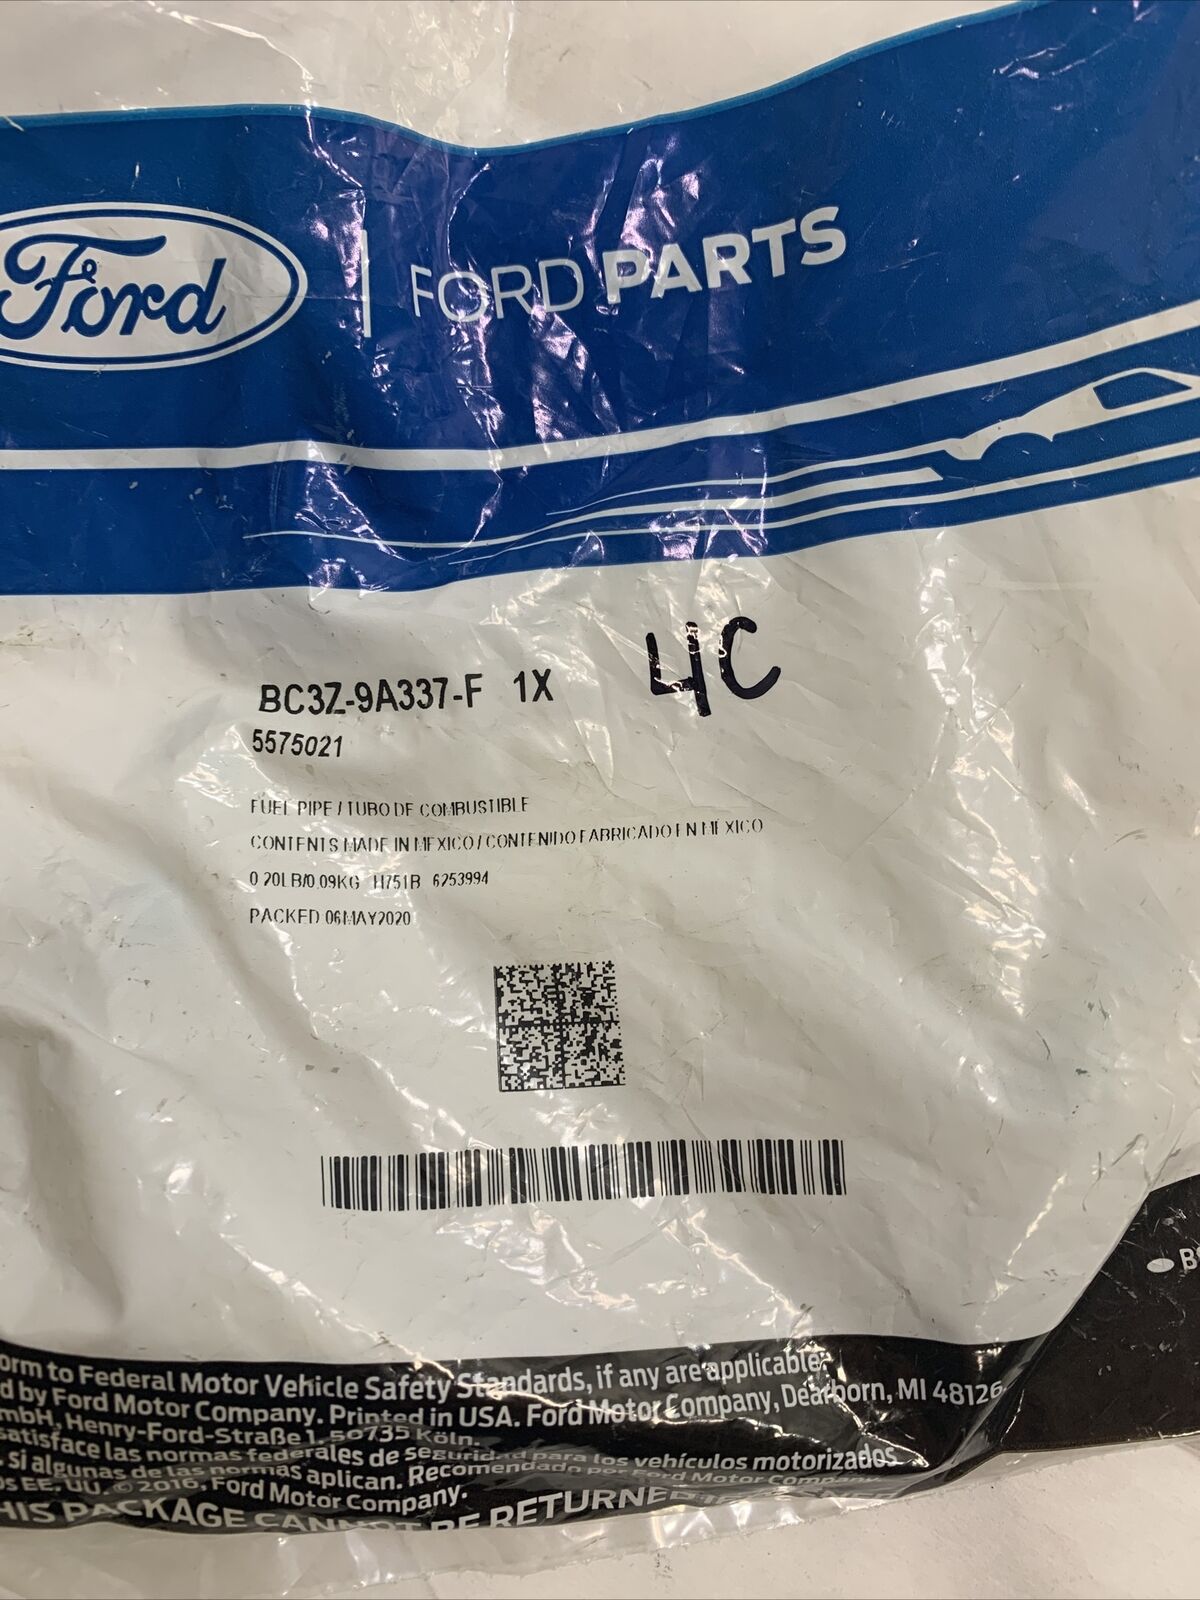 Ford
FORD PARTS
BC3Z-9A337-F 1X
4C
5575021
FUEL PIPE / TUBO DE COMBUSTIBLE
CONTENTS MADE IN MEXICO / CONTENIDO FABRICADO EN MÉXICO
0.20LB/0.09KG H751B 6253994
PACKED 06MAY2020
orm to Federal Motor Vehicle Safety Standards, if any are applicable.
d by Ford Motor Company. Printed in USA. Ford Motor Company, Dearborn, MI 48126
mbH, Henry-Ford-Straße 1, 50735 Köln.
satisface las normas federales de seguridad para los vehículos motorizados
, si algunas de las normas aplican. Recomendado por Ford Motor Company
os EE. UU. © 2016, Ford Motor Company.
HIS PACKAGE CANNOT BE RETURNED IF